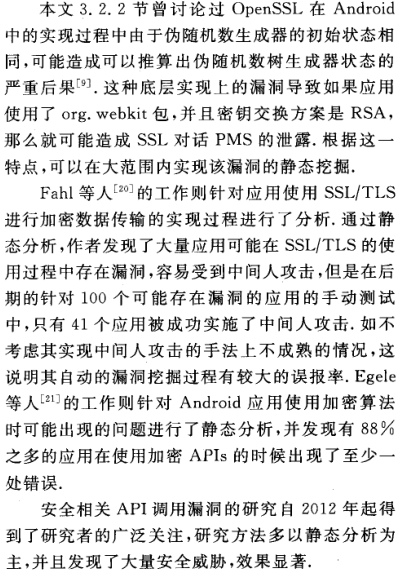 本文 3.2.2 节曾讨论过 OpenSSL 在 Android
中的实现过程中由于伪随机数生成器的初始状态相
同,可能造成可以推算出伪随机数树生成器状态的
严重后果[9]. 这种底层实现上的漏洞导致如果应用
使用了 org. webkit 包,并且密钥交换方案是 RSA,
那么就可能造成 SSL 对话 PMS 的泄露. 根据这一
特点,可以在大范围内实现该漏洞的静态挖掘.
Fahl 等人[20]的工作则针对应用使用 SSL/TLS
进行加密数据传输的实现过程进行了分析. 通过静
态分析,作者发现了大量应用可能在 SSL/TLS 的使
用过程中存在漏洞,容易受到中间人攻击,但是在后
期的针对 100 个可能存在漏洞的应用的手动测试
中,只有 41 个应用被成功实施了中间人攻击. 如不
考虑其实现中间人攻击的手法上不成熟的情况,这
说明其自动的漏洞挖掘过程有较大的误报率. Egele
等人[21]的工作则针对 Android 应用使用加密算法
时可能出现的问题进行了静态分析,并发现有 88%
之多的应用在使用加密 APIs 的时候出现了至少一
处错误.
安全相关 API 调用漏洞的研究自 2012 年起得
到了研究者的广泛关注,研究方法多以静态分析为
主,并且发现了大量安全威胁,效果显著.